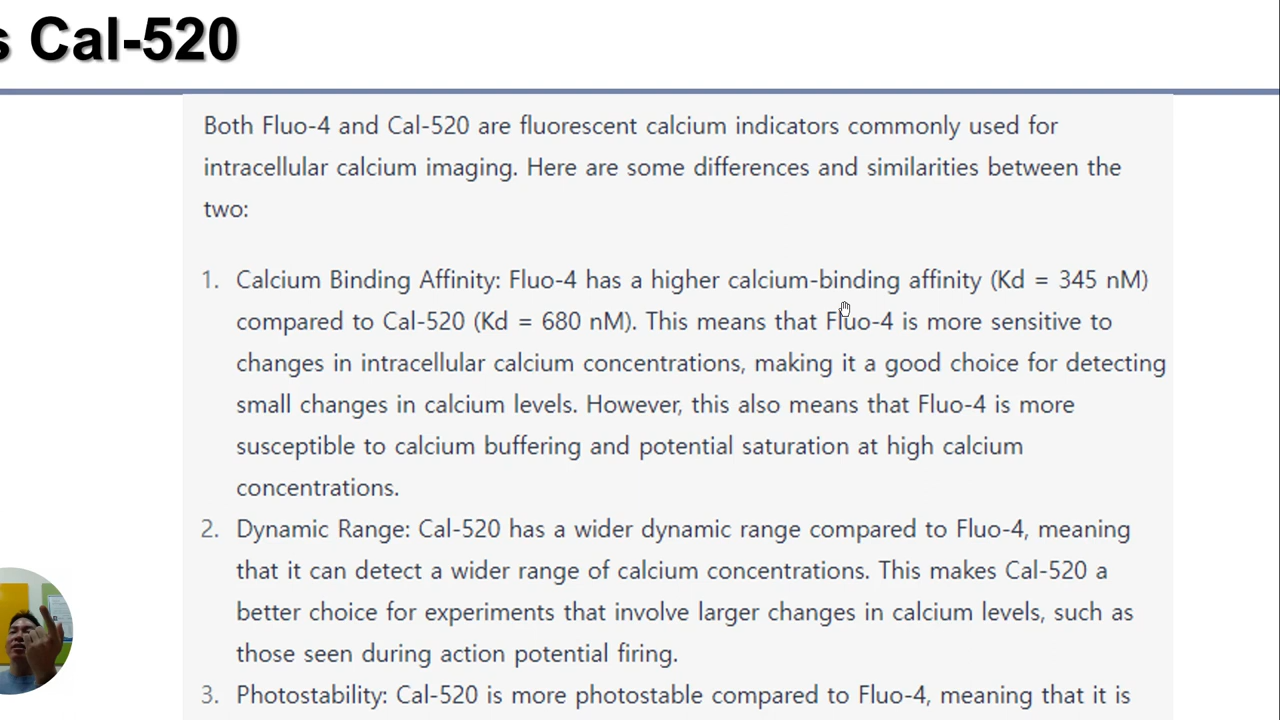 s Cal-520
Both Fluo-4 and Cal-520 are fluorescent calcium indicators commonly used for
intracellular calcium imaging. Here are some differences and similarities between the
two:
1. Calcium Binding Affinity: Fluo-4 has a higher calcium-binding affinity (Kd = 345 nM)
compared to Cal-520 (Kd = 680 nM). This means that Fluo-4 is more sensitive to
changes in intracellular calcium concentrations, making it a good choice for detecting
small changes in calcium levels. However, this also means that Fluo-4 is more
susceptible to calcium buffering and potential saturation at high calcium
concentrations.
2. Dynamic Range: Cal-520 has a wider dynamic range compared to Fluo-4, meaning
that it can detect a wider range of calcium concentrations. This makes Cal-520 a
better choice for experiments that involve larger changes in calcium levels, such as
those seen during action potential firing.
3. Photostability: Cal-520 is more photostable compared to Fluo-4, meaning that it is